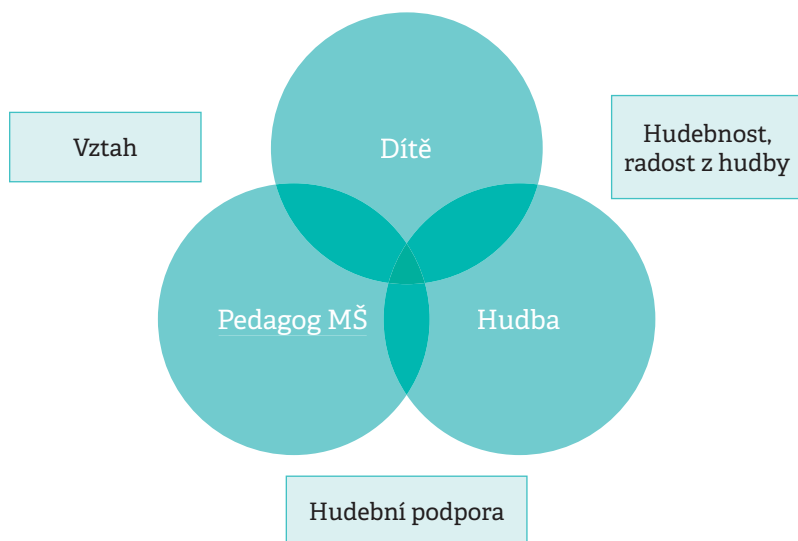 Dítě
Vztah
Hudebnost,
radost z hudby
Pedagog MŠ
Hudba
Hudební podpora